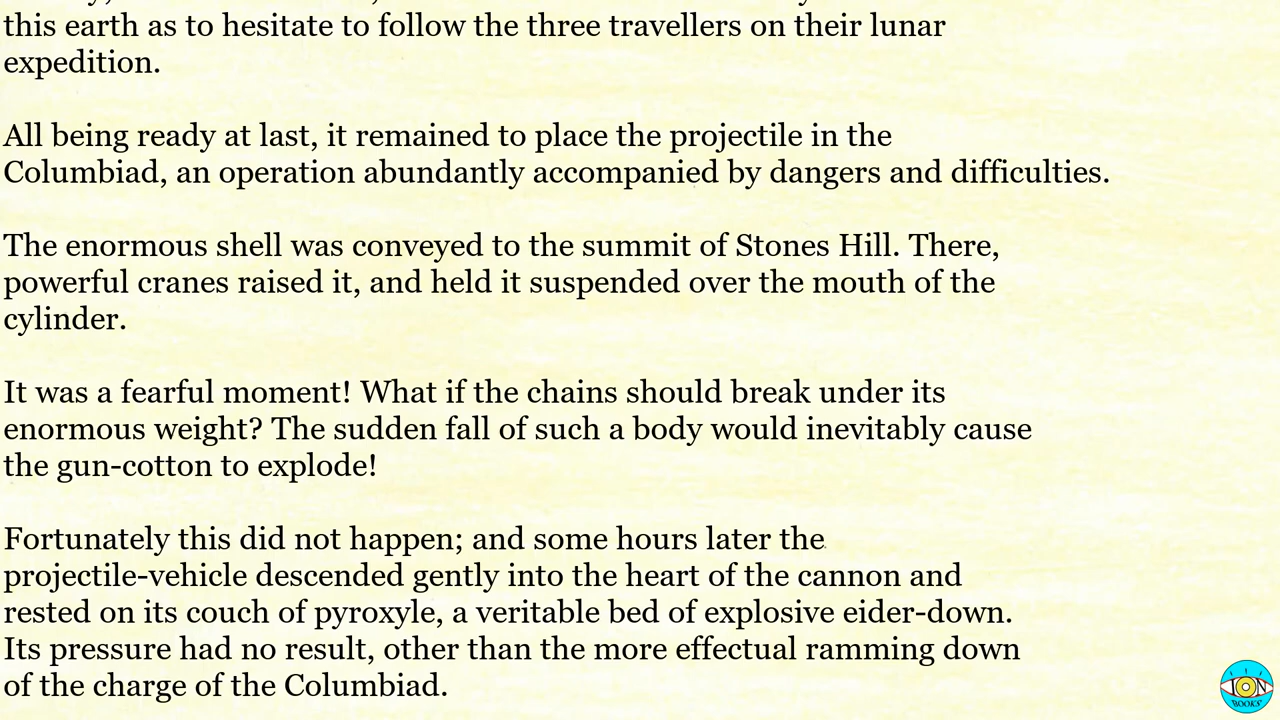 this earth as to hesitate to follow the three travellers on their lunar
expedition.
All being ready at last, it remained to place the projectile in the
Columbiad, an operation abundantly accompanied by dangers and difficulties.
The enormous shell was conveyed to the summit of Stones Hill. There,
powerful cranes raised it, and held it suspended over the mouth of the
cylinder.
It was a fearful moment! What if the chains should break under its
enormous weight? The sudden fall of such a body would inevitably cause
the gun-cotton to explode!
Fortunately this did not happen; and some hours later the
projectile-vehicle descended gently into the heart of the cannon and
rested on its couch of pyroxyle, a veritable bed of explosive eider-down.
Its pressure had no result, other than the more effectual ramming down
of the charge of the Columbiad.
ION
BOOKS